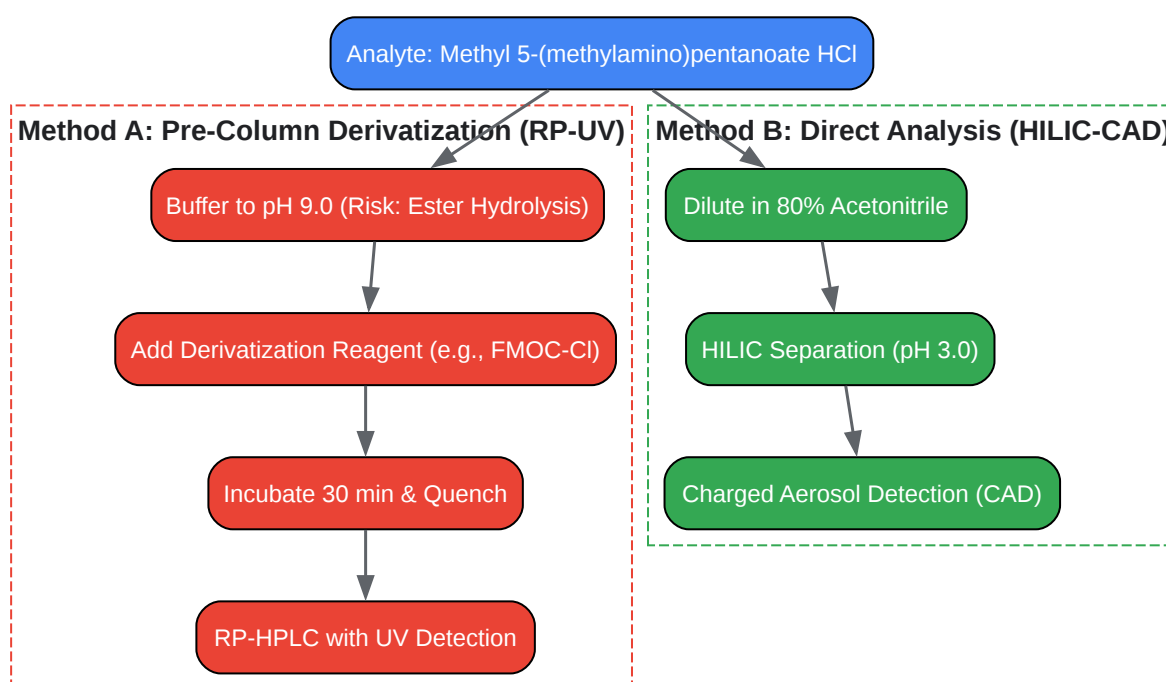 Analyte: Methyl 5-(methylamino)pentanoate HCl
Method A: Pre-Column Derivatization (RP-UV)
Buffer to pH 9.0 (Risk: Ester Hydrolysis)
Add Derivatization Reagent (e.g., FMOC-Cl)
Incubate 30 min & Quench
RP-HPLC with UV Detection
Method B: Direct Analysis (HILIC-CAD)
Dilute in 80% Acetonitrile
HILIC Separation (pH 3.0)
Charged Aerosol Detection (CAD)